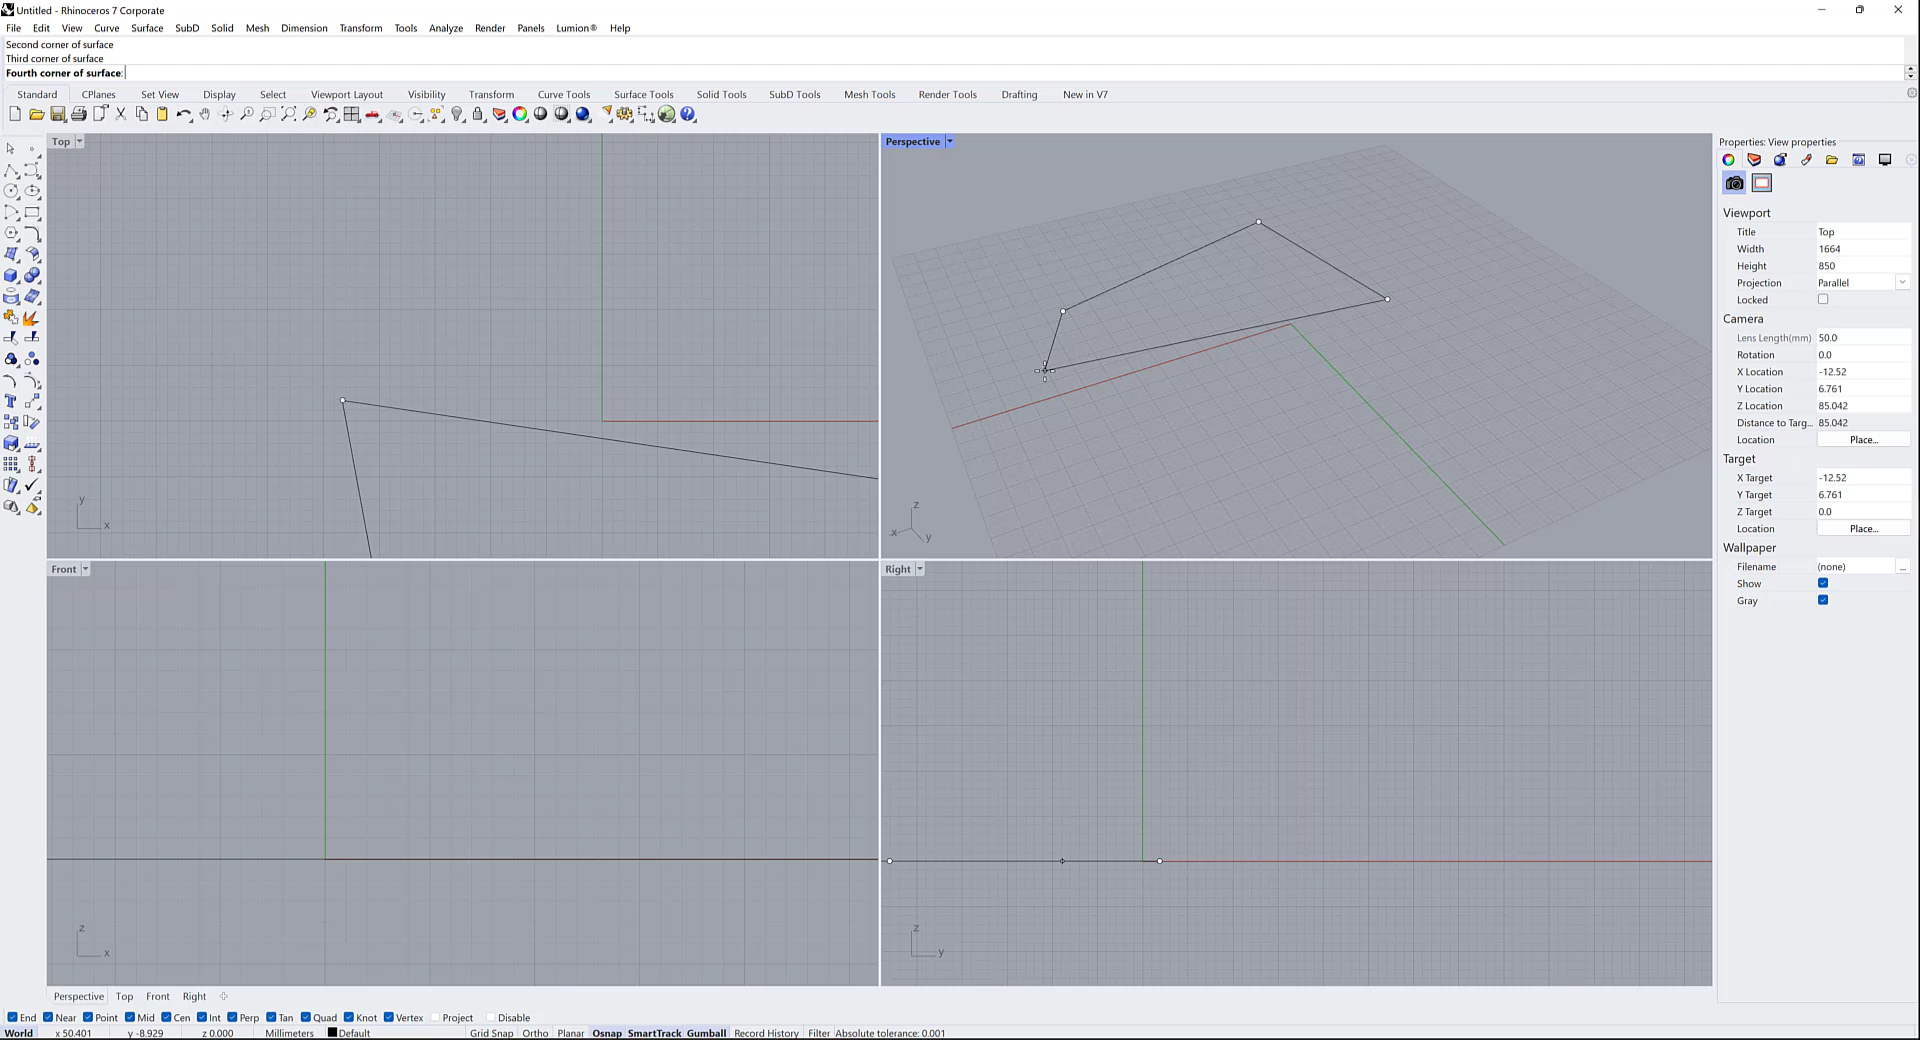 Untitled - Rhinoceros 7 Corporate
File Edit View Curve Surface SubD Solid Mesh Dimension Transform Tools Analyze Render Panels Lumion® Help
Second corner of surface
Third corner of surface
Fourth corner of surface:
Standard CPlanes Set View Display Select Viewport Layout Visibility Transform Curve Tools Surface Tools Solid Tools SubD Tools Mesh Tools Render Tools Drafting New in V7
Top
Perspective
Properties: View properties
Viewport
Title Top
Width 1664
Height 850
Projection Parallel
Locked
Camera
Lens Length(mm) 50.0
Rotation 0.0
X Location -12.52
Y Location 6.761
Z Location 85.042
Distance to Targ... 85.042
Location Place...
Target
X Target -12.52
Y Target 6.761
Z Target 0.0
Location Place...
Wallpaper
Filename (none) ...
Show
Gray
y
x
z
x
y
Front
Right
z
x
z
y
Perspective Top Front Right
End Near Point Mid Cen Int Perp Tan Quad Knot Vertex Project Disable
World x 50.401 y -8.929 z 0.000 Millimeters Default Grid Snap Ortho Planar Osnap SmartTrack Gumball Record History Filter Absolute tolerance: 0.001